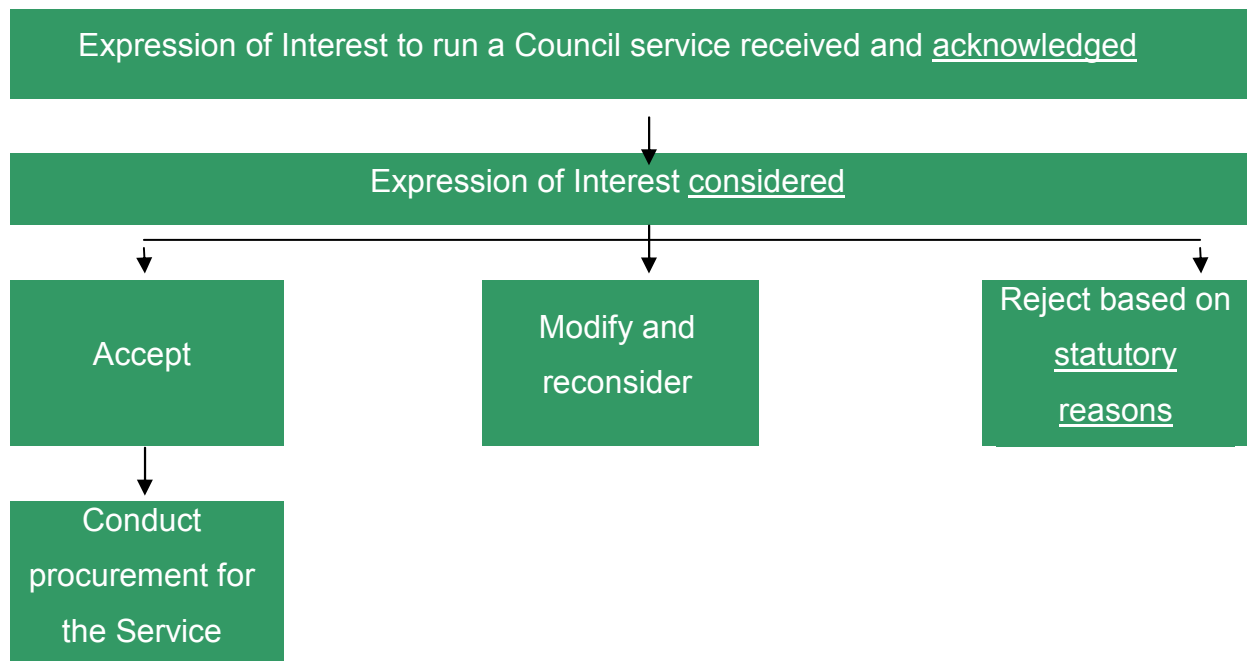 Expression of Interest to run a Council service received and acknowledged
Expression of Interest considered
Accept
Modify and
reconsider
Reject based on
statutory
reasons
Conduct
procurement for
the Service